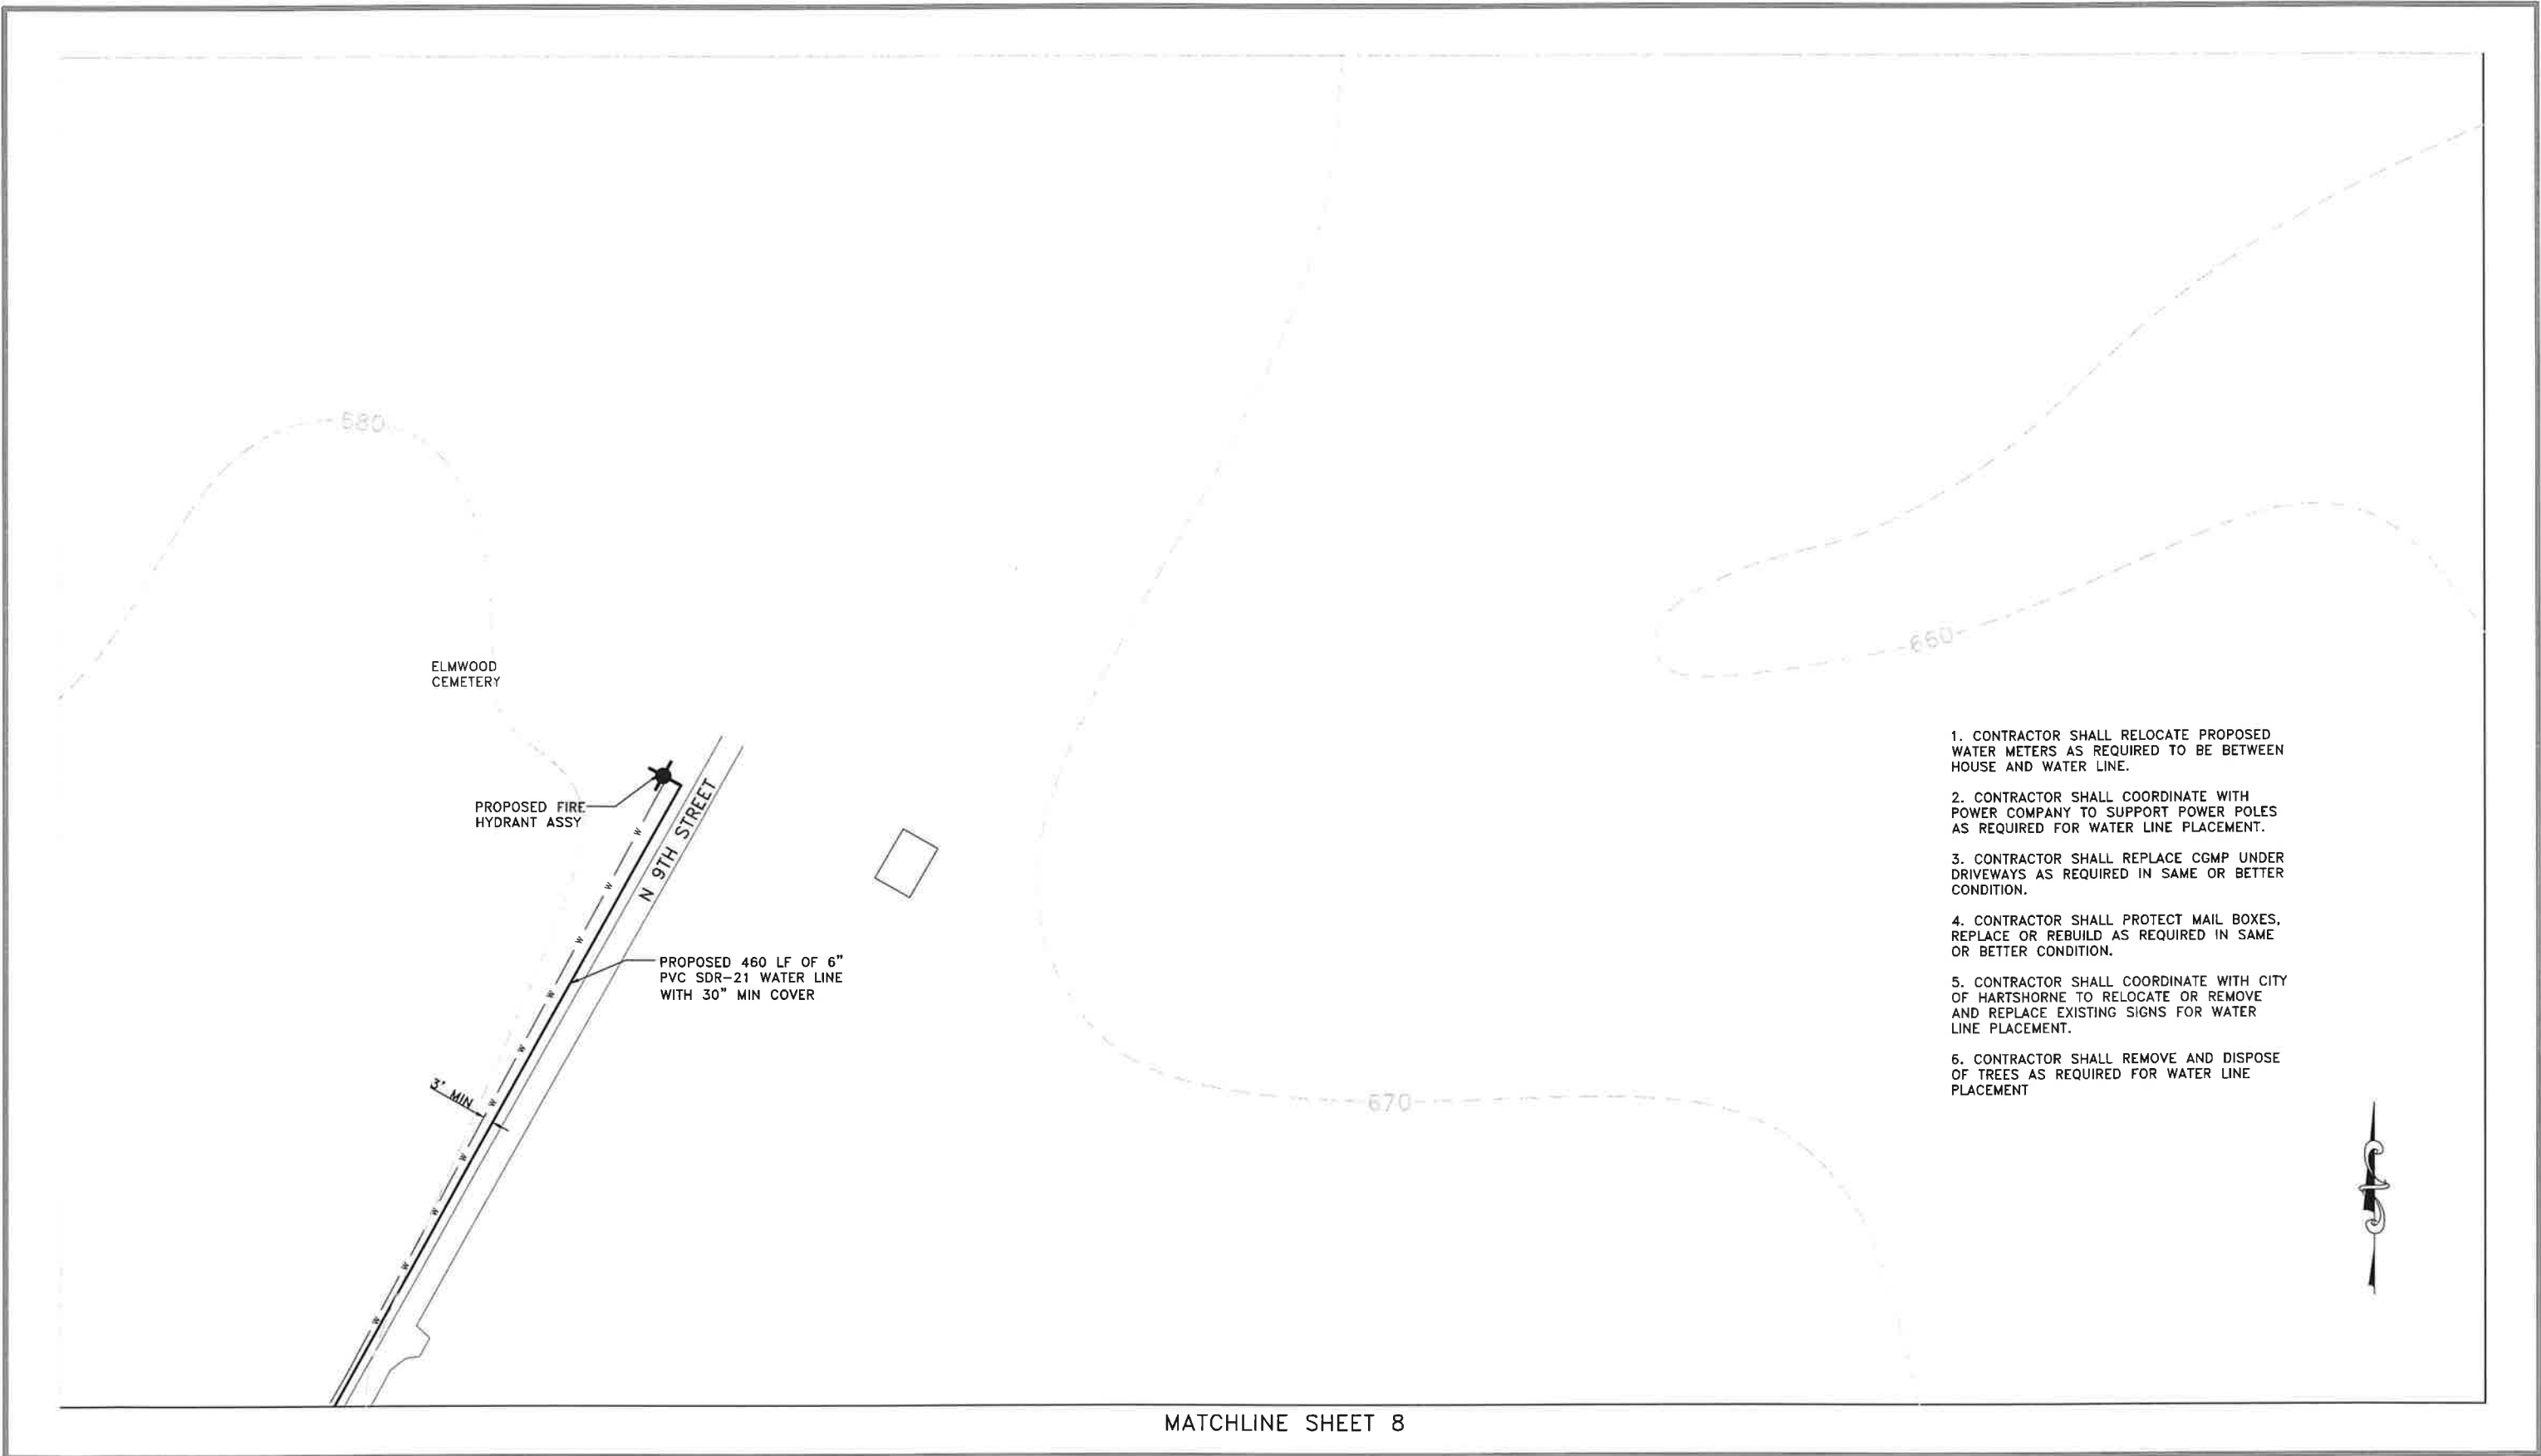 680
ELMWOOD
CEMETERY
660
PROPOSED FIRE
HYDRANT ASSY
N 9TH STREET
W
W
W
W
W
W
W
W
W
W
PROPOSED 460 LF OF 6"
PVC SDR-21 WATER LINE
WITH 30" MIN COVER
3' MIN
670
1. CONTRACTOR SHALL RELOCATE PROPOSED
WATER METERS AS REQUIRED TO BE BETWEEN
HOUSE AND WATER LINE.
2. CONTRACTOR SHALL COORDINATE WITH
POWER COMPANY TO SUPPORT POWER POLES
AS REQUIRED FOR WATER LINE PLACEMENT.
3. CONTRACTOR SHALL REPLACE CGMP UNDER
DRIVEWAYS AS REQUIRED IN SAME OR BETTER
CONDITION.
4. CONTRACTOR SHALL PROTECT MAIL BOXES,
REPLACE OR REBUILD AS REQUIRED IN SAME
OR BETTER CONDITION.
5. CONTRACTOR SHALL COORDINATE WITH CITY
OF HARTSHORNE TO RELOCATE OR REMOVE
AND REPLACE EXISTING SIGNS FOR WATER
LINE PLACEMENT.
6. CONTRACTOR SHALL REMOVE AND DISPOSE
OF TREES AS REQUIRED FOR WATER LINE
PLACEMENT
MATCHLINE SHEET 8